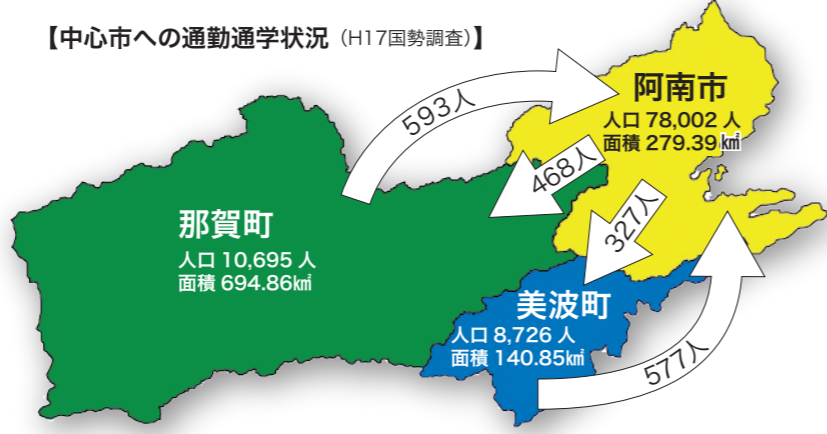 【中心市への通勤通学状況（H17国勢調査）】
593人
阿南市
人口 78,002 人
面積 279.39㎢
468人
327人
那賀町
人口 10,695 人
面積 694.86㎢
美波町
人口 8,726 人
面積 140.85㎢
577人